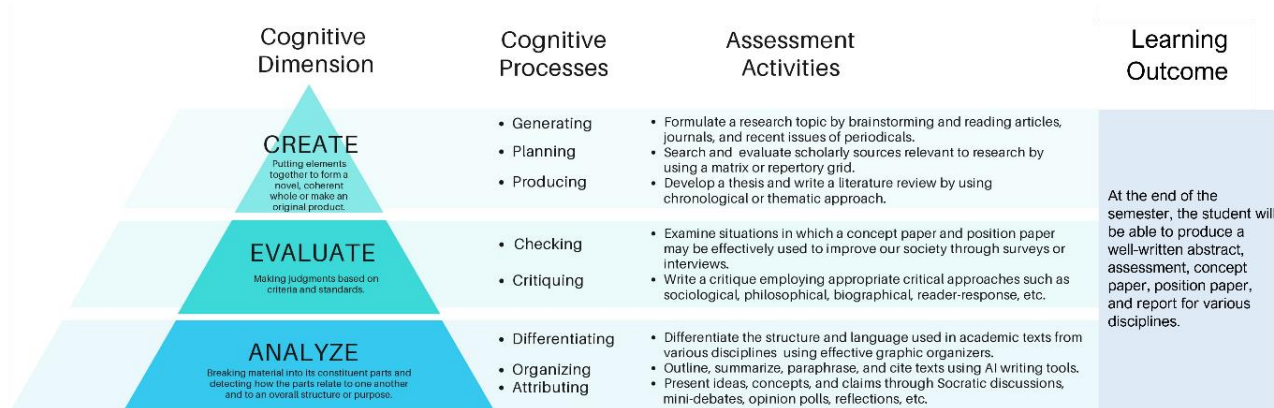 Cognitive
Dimension
Cognitive
Processes
Assessment
Activities
Learning
Outcome
CREATE
Putting elements
together to form a
novel, coherent
whole or make an
original product.
• Generating
• Planning
• Producing
• Formulate a research topic by brainstorming and reading articles,
journals, and recent issues of periodicals.
• Search and evaluate scholarly sources relevant to research by
using a matrix or repertory grid.
• Develop a thesis and write a literature review by using
chronological or thematic approach.
EVALUATE
Making judgments based on
criteria and standards.
• Checking
• Critiquing
• Examine situations in which a concept paper and position paper
may be effectively used to improve our society through surveys or
interviews.
• Write a critique employing appropriate critical approaches such as
sociological, philosophical, biographical, reader-response, etc.
ANALYZE
Breaking material into its constituent parts and
detecting how the parts relate to one another
and to an overall structure or purpose.
• Differentiating
• Organizing
• Attributing
• Differentiate the structure and language used in academic texts from
various disciplines using effective graphic organizers.
• Outline, summarize, paraphrase, and cite texts using AI writing tools.
• Present ideas, concepts, and claims through Socratic discussions,
mini-debates, opinion polls, reflections, etc.
At the end of the
semester, the student will
be able to produce a
well-written abstract,
assessment, concept
paper, position paper,
and report for various
disciplines.